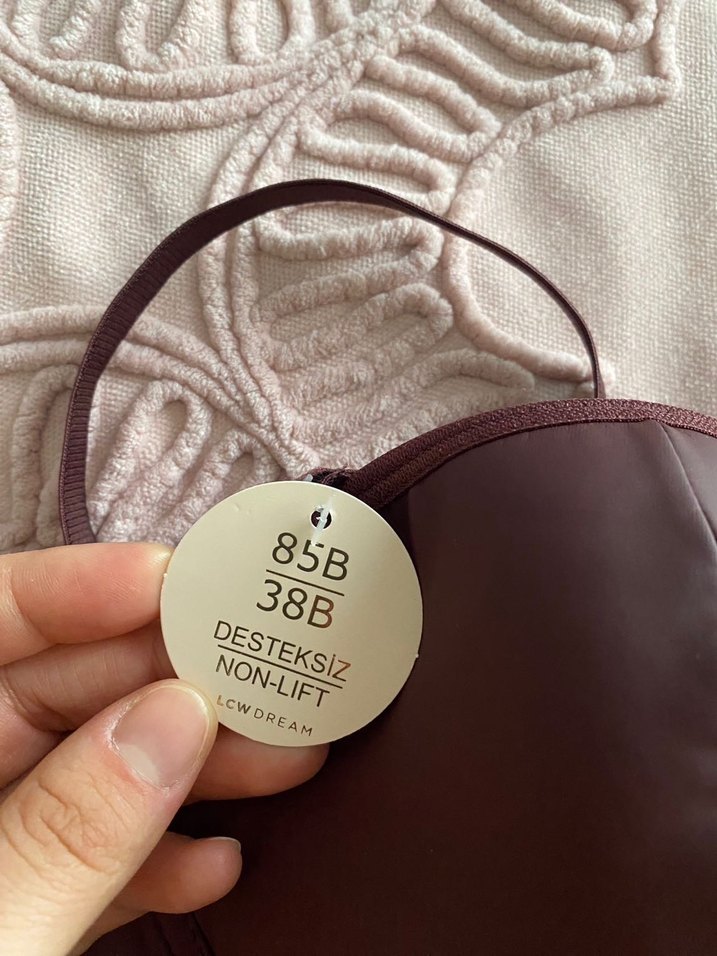 85B
38B
DESTEKSİZ
NON-LIFT
LCW DREAM